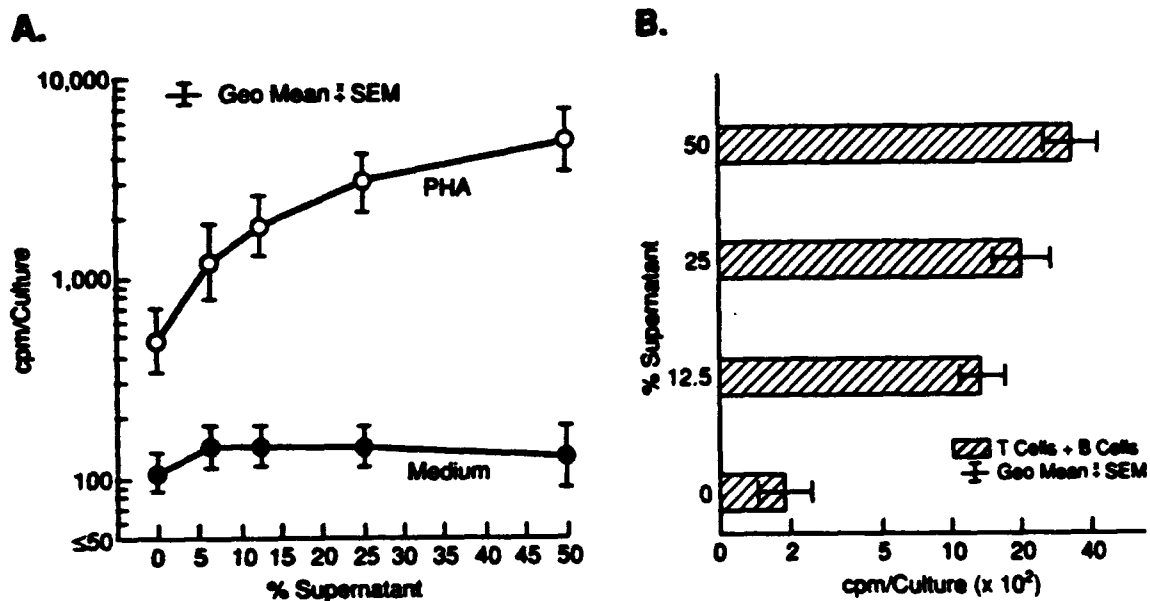 A.
10,000
1,000
100
≤50
cpm/Culture
Geo Mean ± SEM
PHA
Medium
0 5 10 15 20 25 30 35 40 45 50
% Supernatant
B.
50
25
12.5
0
% Supernatant
T Cells + B Cells
Geo Mean ± SEM
0 2 5 10 20 40
cpm/Culture (x 10²)